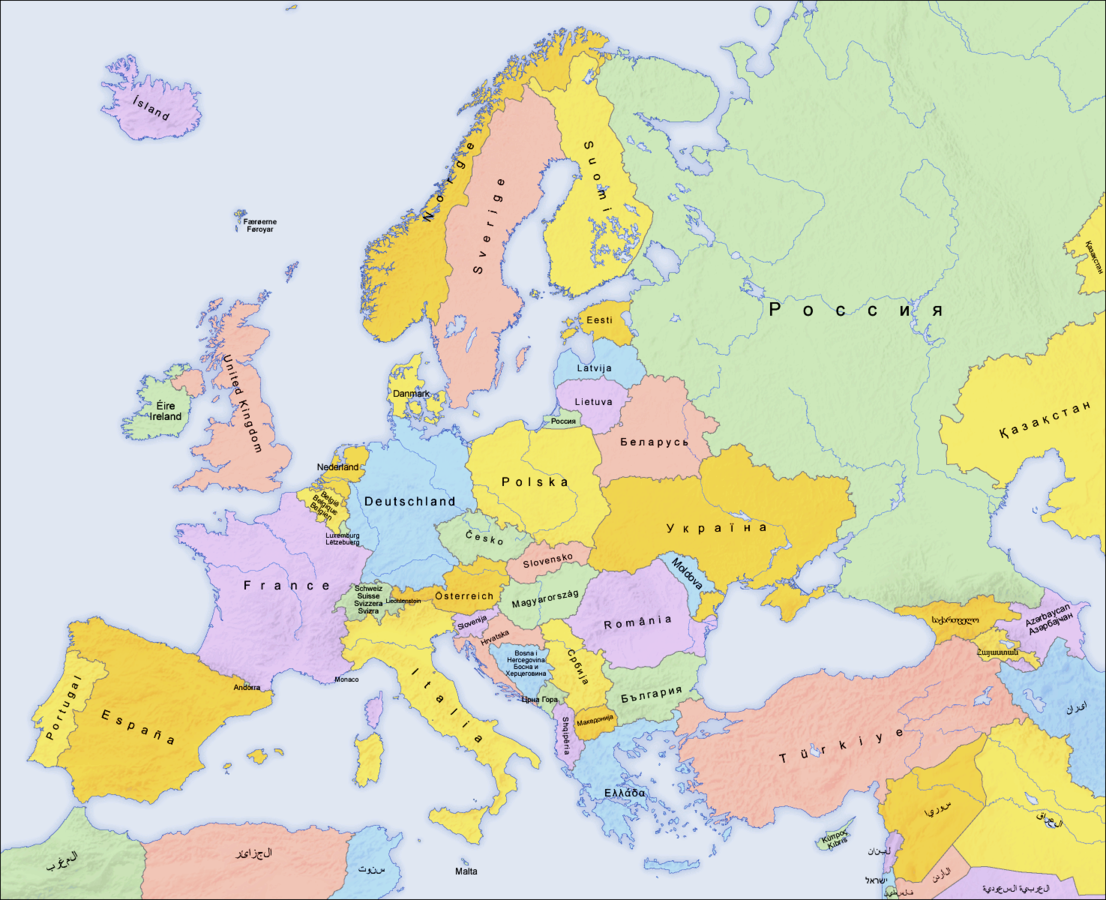 Ísland
Færøerne
Føroyar
Norge
Sverige
Suomi
Россия
Қазақстан
Eesti
Latvija
Lietuva
Россия
Беларусь
Қазақстан
United Kingdom
Éire
Ireland
Danmark
Nederland
België
Belgique
Belgien
Luxemburg
Lëtzebuerg
Deutschland
Polska
Česko
Slovensko
Україна
Moldova
France
Schweiz
Suisse
Svizzera
Svizra
Liechtenstein
Österreich
Magyarország
România
Slovenija
Hrvatska
Bosna i
Hercegovina
Босна и
Херцеговина
Србија
Црна Гора
България
Македонија
Shqipëria
Ελλάδα
Italia
Monaco
Andorra
España
Portugal
Malta
Türkiye
Κύπρος
Kıbrıs
საქართველო
Հայաստան
Azərbaycan
ایران
سوريا
العراق
لبنان
ישראל
الأردن
العربية السعودية
المغرب
الجزائر
تونس